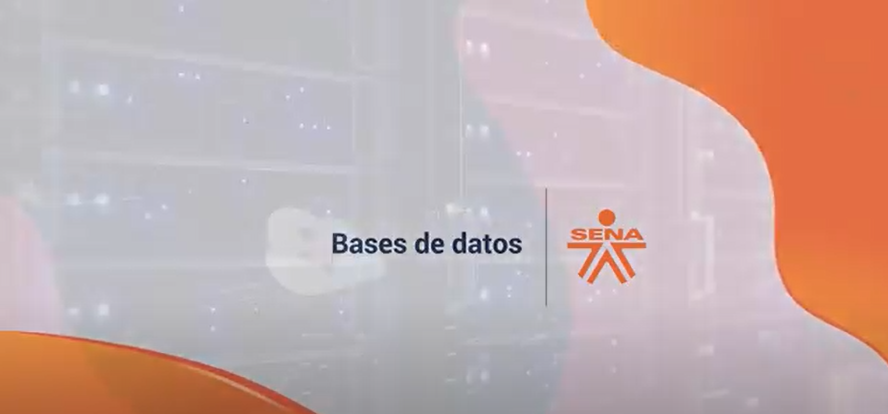 Bases de datos
SENA